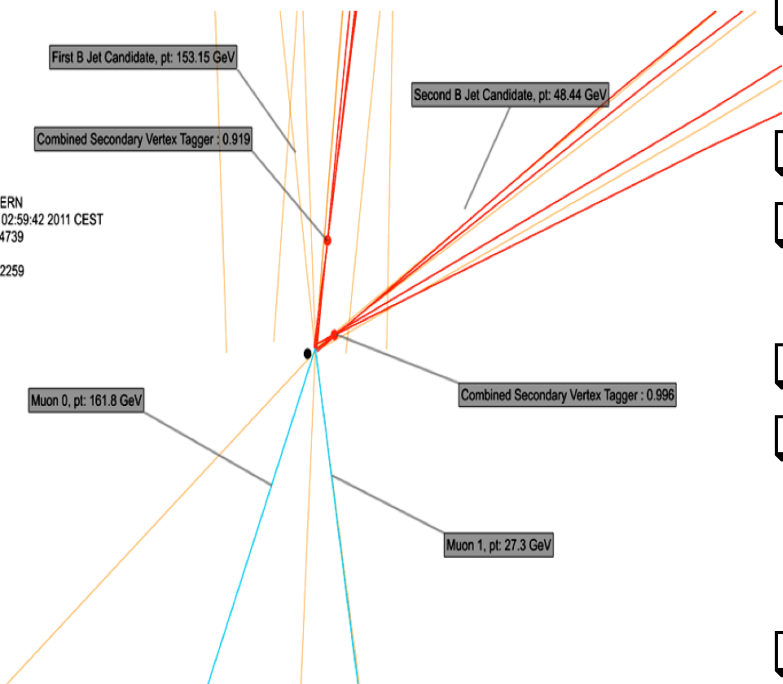 First B Jet Candidate, pt: 153.15 GeV
Second B Jet Candidate, pt: 48.44 GeV
Combined Secondary Vertex Tagger : 0.919
ERN
02:59:42 2011 CEST
4739
2259
Muon 0, pt: 161.8 GeV
Combined Secondary Vertex Tagger : 0.996
Muon 1, pt: 27.3 GeV